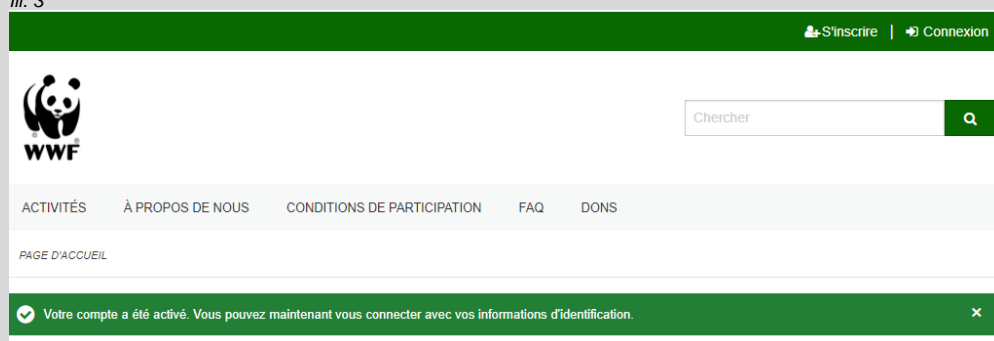 Ill. 3
S'inscrire | Connexion
WWF
Chercher
ACTIVITÉS À PROPOS DE NOUS CONDITIONS DE PARTICIPATION FAQ DONS
PAGE D'ACCUEIL
Votre compte a été activé. Vous pouvez maintenant vous connecter avec vos informations d'identification. ×